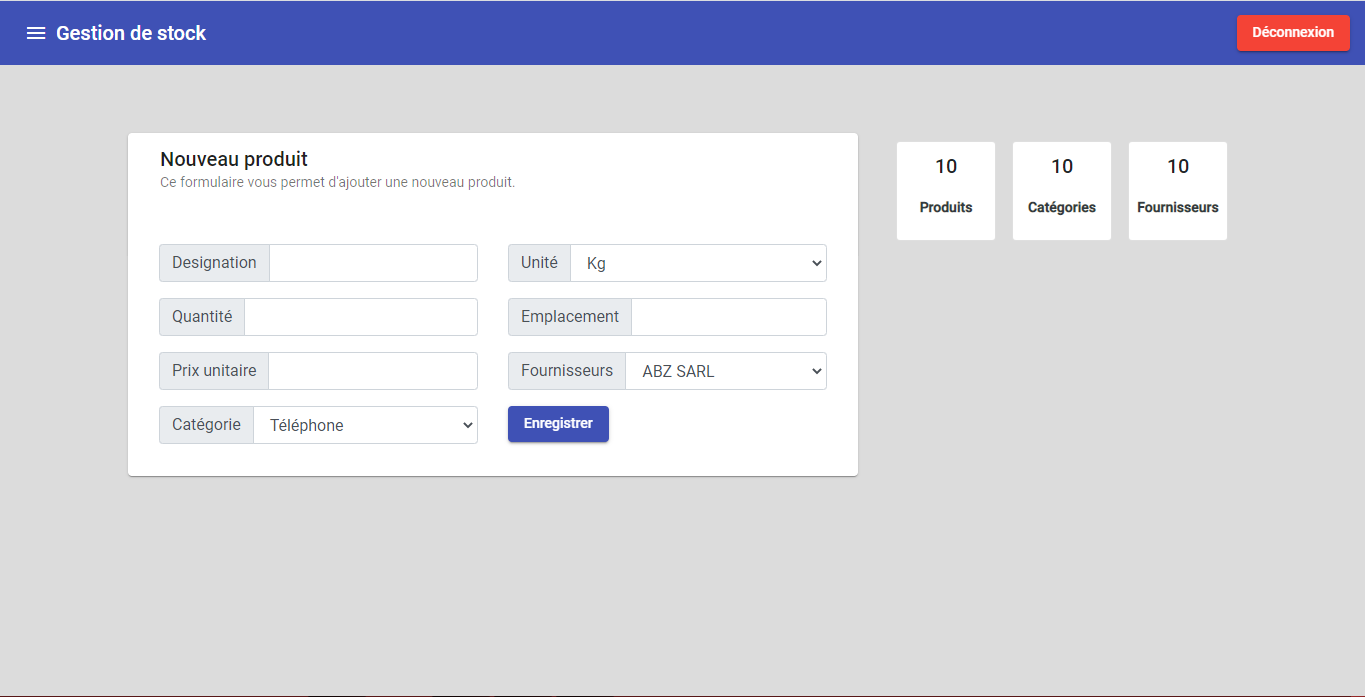 Gestion de stock
Déconnexion
Nouveau produit
Ce formulaire vous permet d'ajouter une nouveau produit.
Designation
Unité Kg
Quantité
Emplacement
Prix unitaire
Fournisseurs ABZ SARL
Catégorie Téléphone
Enregistrer
10
Produits
10
Catégories
10
Fournisseurs